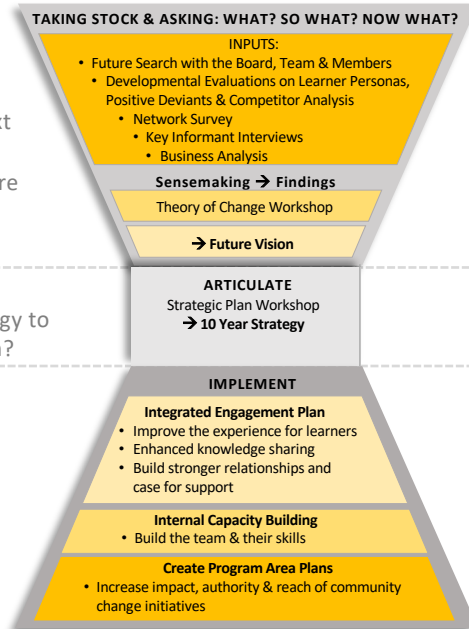 TAKING STOCK & ASKING: WHAT? SO WHAT? NOW WHAT?
INPUTS:
• Future Search with the Board, Team & Members
• Developmental Evaluations on Learner Personas,
Positive Deviants & Competitor Analysis
• Network Survey
• Key Informant Interviews
• Business Analysis
Sensemaking → Findings
Theory of Change Workshop
→ Future Vision
ARTICULATE
Strategic Plan Workshop
→ 10 Year Strategy
gy to
?
IMPLEMENT
Integrated Engagement Plan
• Improve the experience for learners
• Enhanced knowledge sharing
• Build stronger relationships and
case for support
Internal Capacity Building
• Build the team & their skills
Create Program Area Plans
• Increase impact, authority & reach of community
change initiatives